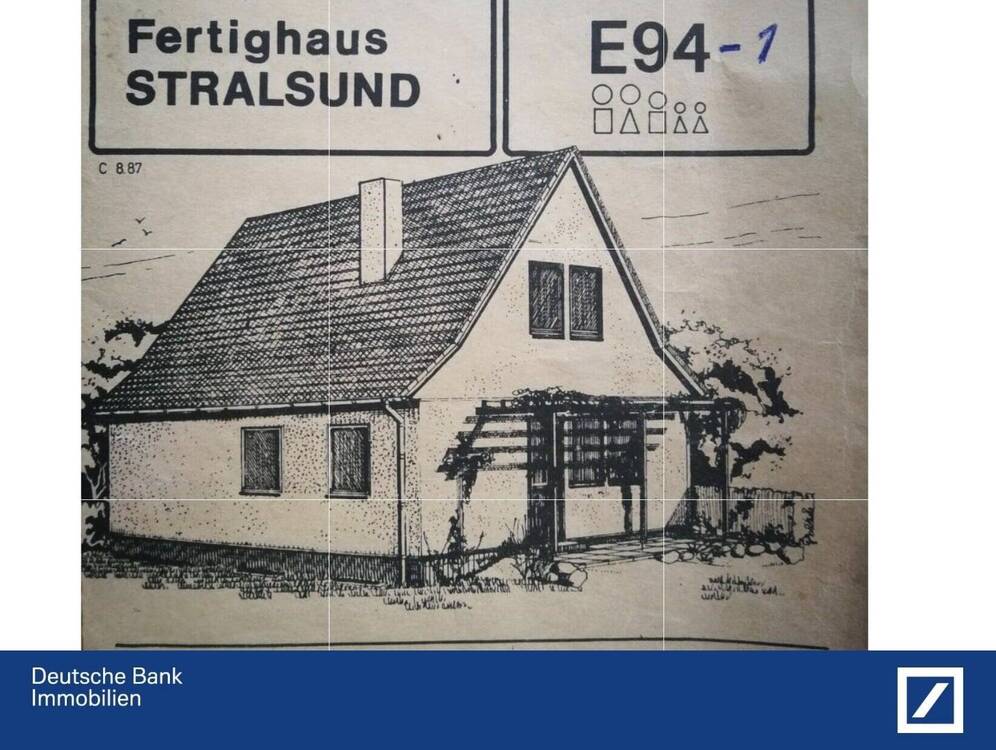 Fertighaus
STRALSUND
E94-1
C 8.87
Deutsche Bank
Immobilien